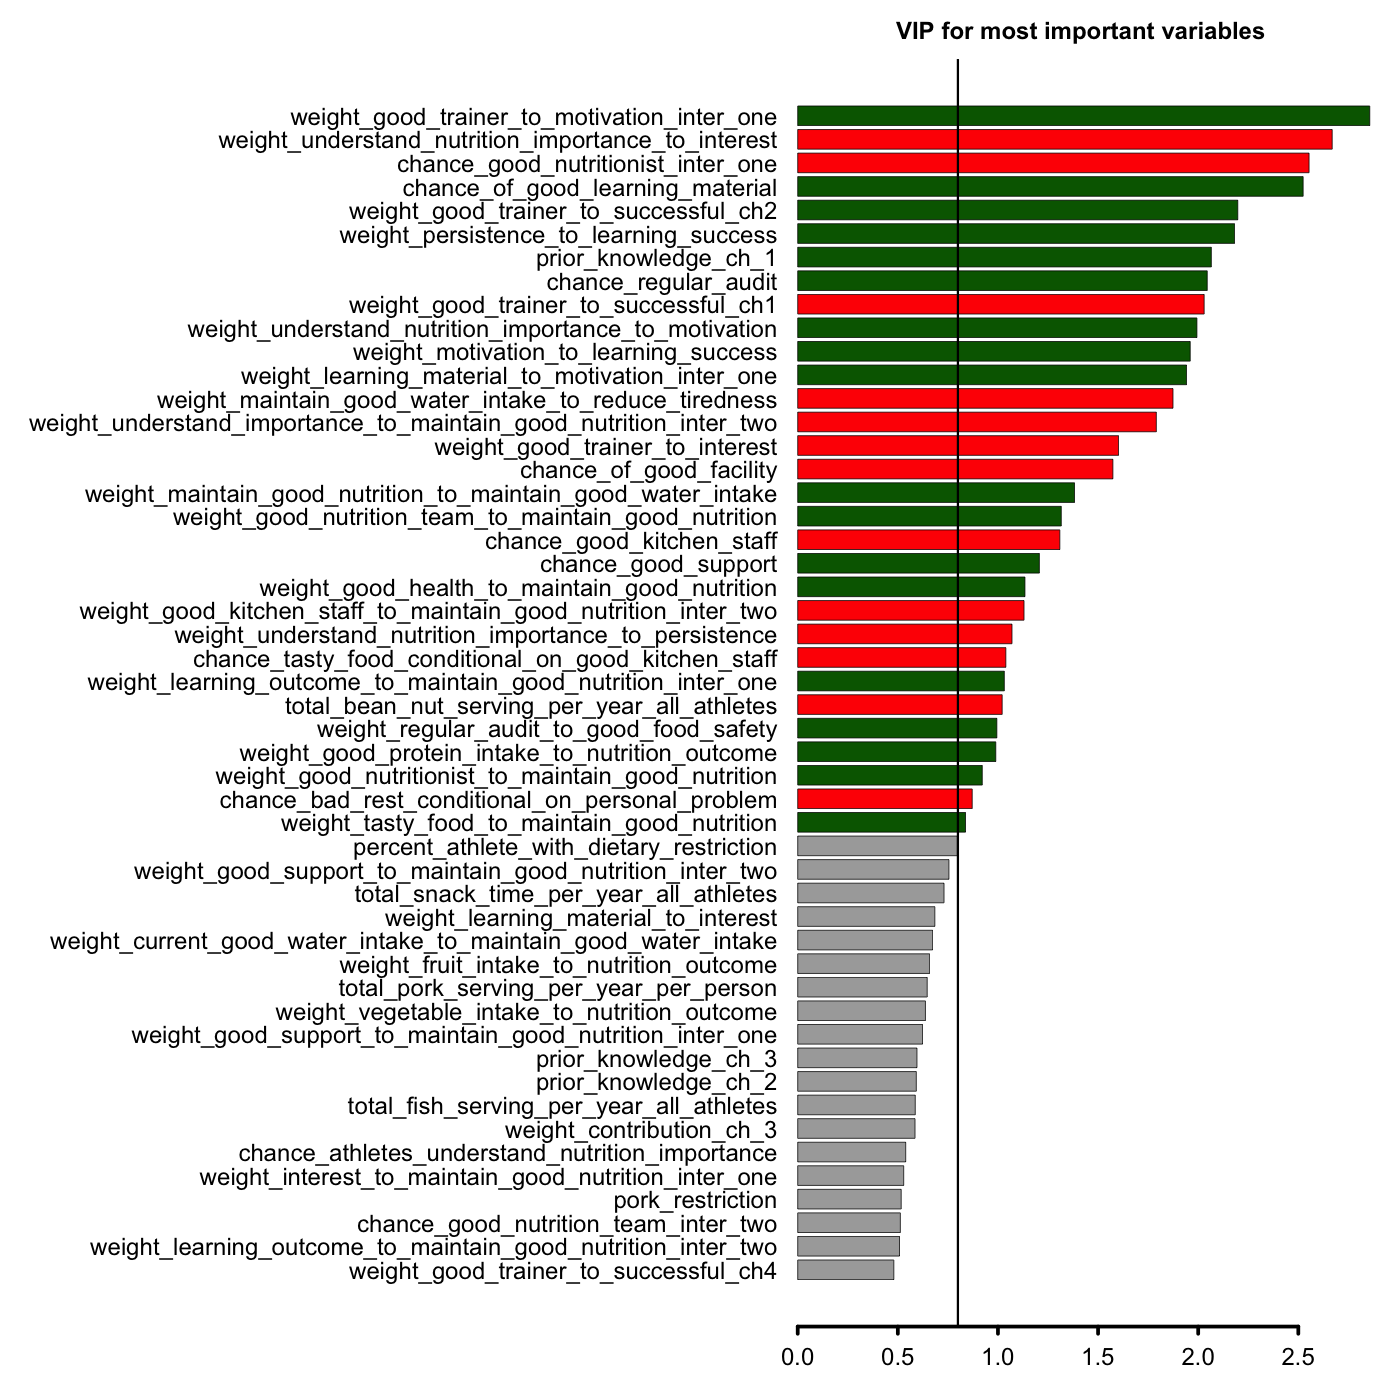 VIP for most important variables
weight_good_trainer_to_motivation_inter_one
weight_understand_nutrition_importance_to_interest
chance_good_nutritionist_inter_one
chance_of_good_learning_material
weight_good_trainer_to_successful_ch2
weight_persistence_to_learning_success
prior_knowledge_ch_1
chance_regular_audit
weight_good_trainer_to_successful_ch1
weight_understand_nutrition_importance_to_motivation
weight_motivation_to_learning_success
weight_learning_material_to_motivation_inter_one
weight_maintain_good_water_intake_to_reduce_tiredness
weight_understand_importance_to_maintain_good_nutrition_inter_two
weight_good_trainer_to_interest
chance_of_good_facility
weight_maintain_good_nutrition_to_maintain_good_water_intake
weight_good_nutrition_team_to_maintain_good_nutrition
chance_good_kitchen_staff
chance_good_support
weight_good_health_to_maintain_good_nutrition
weight_good_kitchen_staff_to_maintain_good_nutrition_inter_two
weight_understand_nutrition_importance_to_persistence
chance_tasty_food_conditional_on_good_kitchen_staff
weight_learning_outcome_to_maintain_good_nutrition_inter_one
total_bean_nut_serving_per_year_all_athletes
weight_regular_audit_to_good_food_safety
weight_good_protein_intake_to_nutrition_outcome
weight_good_nutritionist_to_maintain_good_nutrition
chance_bad_rest_conditional_on_personal_problem
weight_tasty_food_to_maintain_good_nutrition
percent_athlete_with_dietary_restriction
weight_good_support_to_maintain_good_nutrition_inter_two
total_snack_time_per_year_all_athletes
weight_learning_material_to_interest
weight_current_good_water_intake_to_maintain_good_water_intake
weight_fruit_intake_to_nutrition_outcome
total_pork_serving_per_year_per_person
weight_vegetable_intake_to_nutrition_outcome
weight_good_support_to_maintain_good_nutrition_inter_one
prior_knowledge_ch_3
prior_knowledge_ch_2
total_fish_serving_per_year_all_athletes
weight_contribution_ch_3
chance_athletes_understand_nutrition_importance
weight_interest_to_maintain_good_nutrition_inter_one
pork_restriction
chance_good_nutrition_team_inter_two
weight_learning_outcome_to_maintain_good_nutrition_inter_two
weight_good_trainer_to_successful_ch4
0.0 0.5 1.0 1.5 2.0 2.5